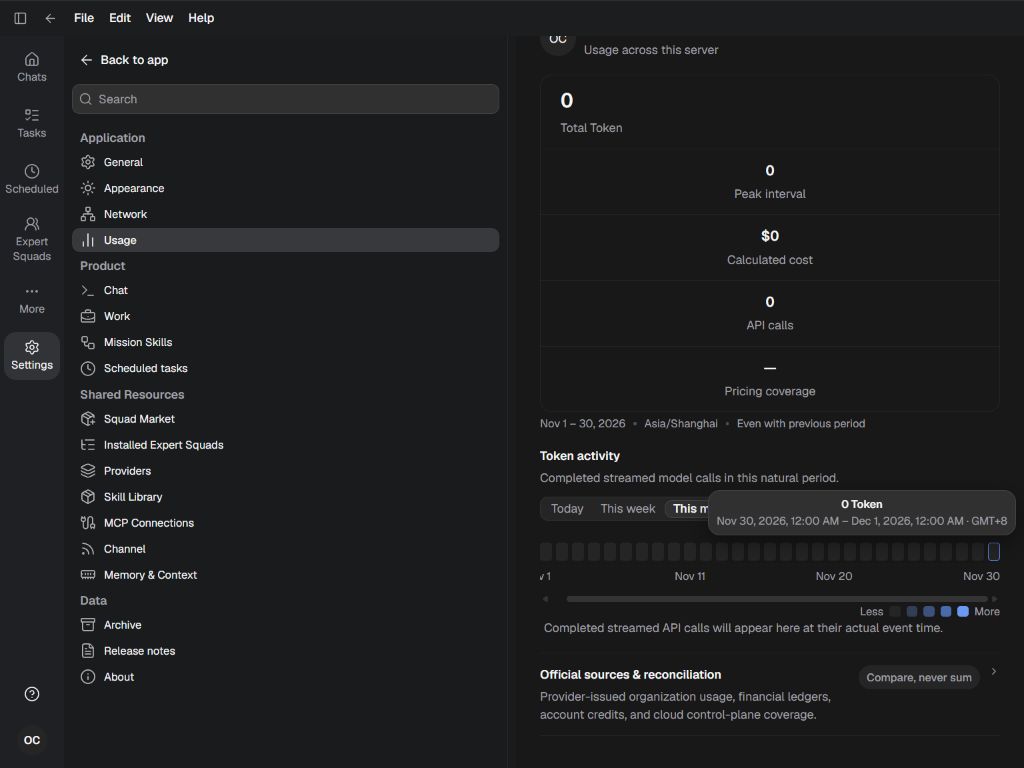 File Edit View Help
Chats
Tasks
Scheduled
Expert
Squads
More
Settings
OC
Back to app
Search
Application
General
Appearance
Network
Usage
Product
Chat
Work
Mission Skills
Scheduled tasks
Shared Resources
Squad Market
Installed Expert Squads
Providers
Skill Library
MCP Connections
Channel
Memory & Context
Data
Archive
Release notes
About
OC
Usage across this server
0
Total Token
0
Peak interval
$0
Calculated cost
0
API calls
—
Pricing coverage
Nov 1 – 30, 2026 • Asia/Shanghai • Even with previous period
Token activity
Completed streamed model calls in this natural period.
Today This week This m
0 Token
Nov 30, 2026, 12:00 AM – Dec 1, 2026, 12:00 AM · GMT+8
v 1 Nov 11 Nov 20 Nov 30
Less More
Completed streamed API calls will appear here at their actual event time.
Official sources & reconciliation
Compare, never sum
Provider-issued organization usage, financial ledgers,
account credits, and cloud control-plane coverage.